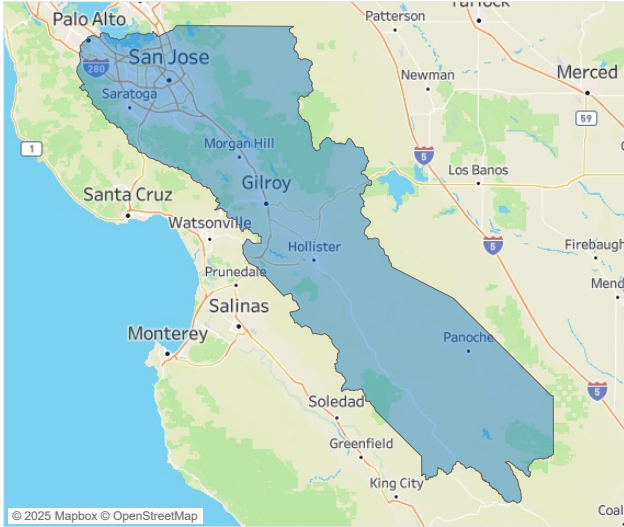 Patterson
Palo Alto
San Jose
280
Newman
Merced
Saratoga
59
1
Morgan Hill
5
Los Banos
Gilroy
Santa Cruz
Watsonville
Hollister
5
Firebaugh
Prunedale
Mend
Salinas
Monterey
Panoche
5
Soledad
Greenfield
King City
Coal
© 2025 Mapbox © OpenStreetMap